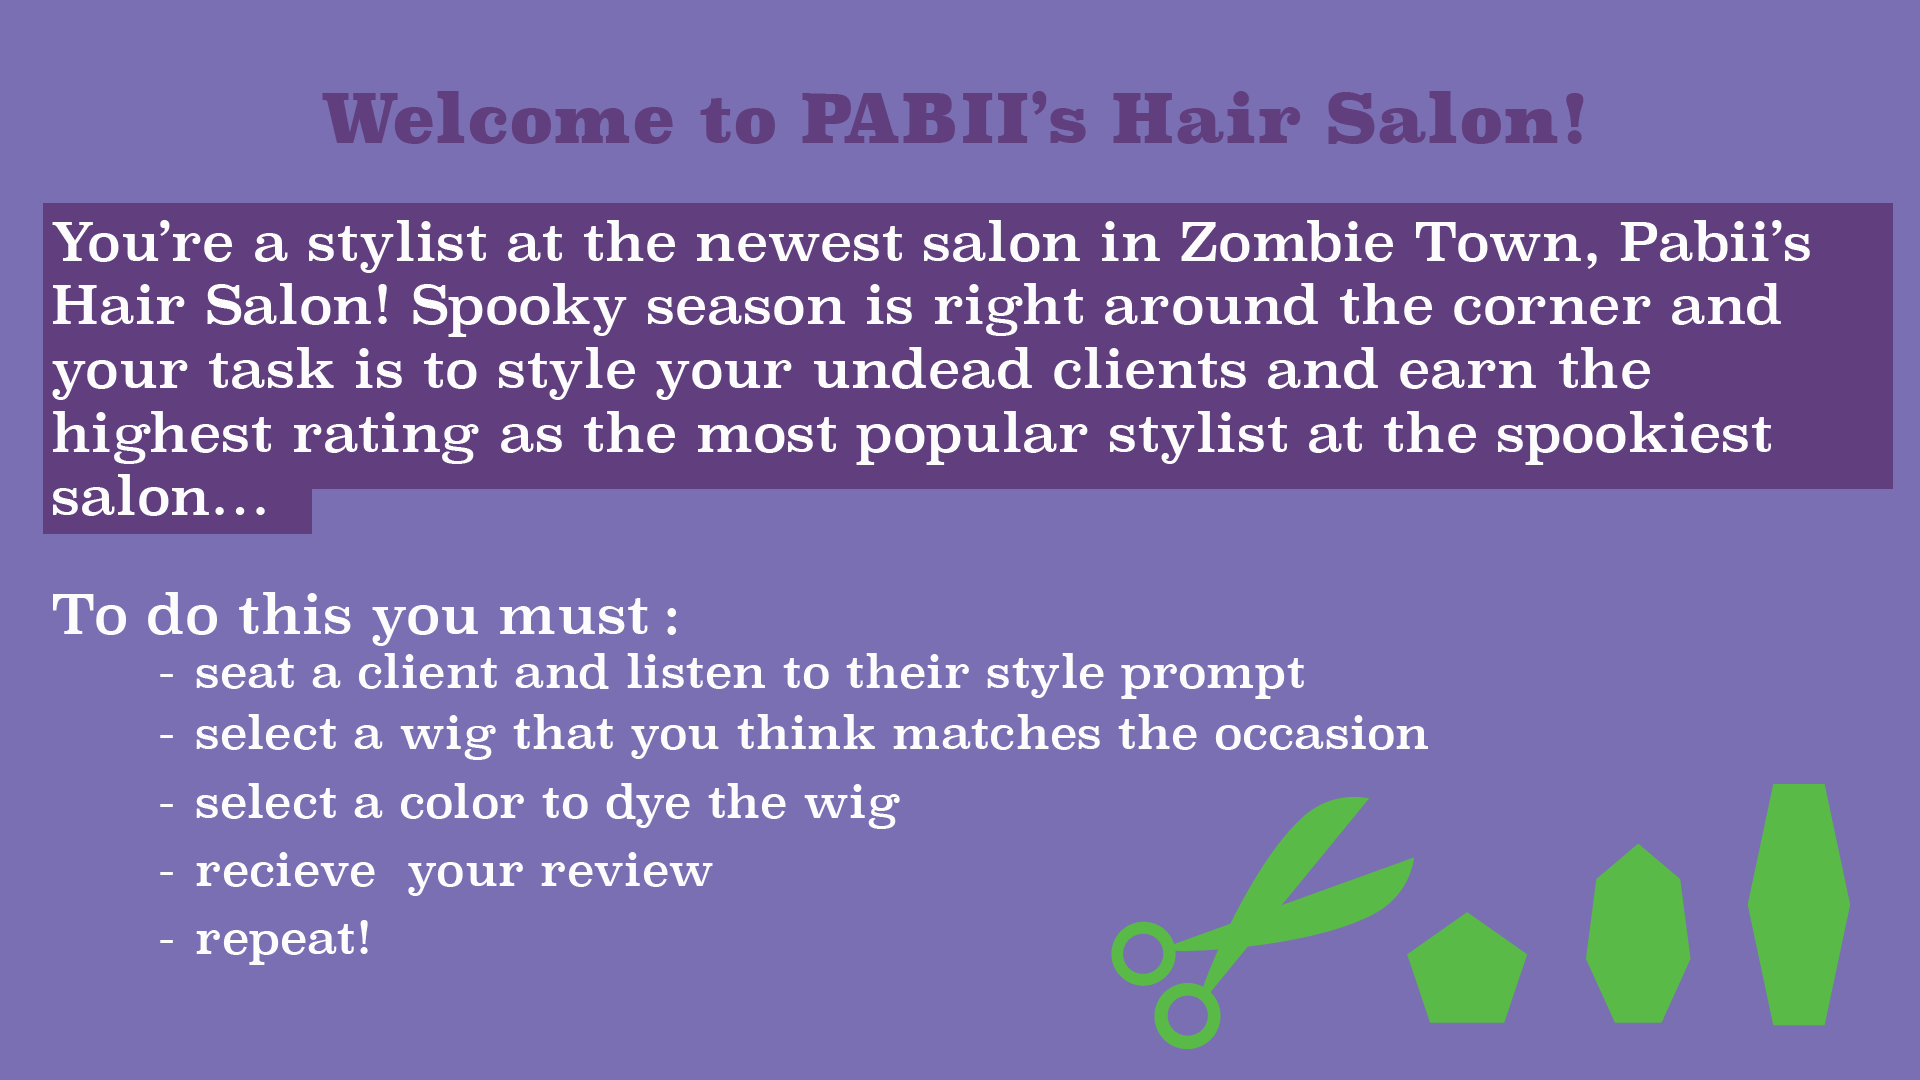 Welcome to PABII’s Hair Salon!
You’re a stylist at the newest salon in Zombie Town, Pabii’s
Hair Salon! Spooky season is right around the corner and
your task is to style your undead clients and earn the
highest rating as the most popular stylist at the spookiest
salon...
To do this you must :
- seat a client and listen to their style prompt
- select a wig that you think matches the occasion
- select a color to dye the wig
- recieve  your review
- repeat!